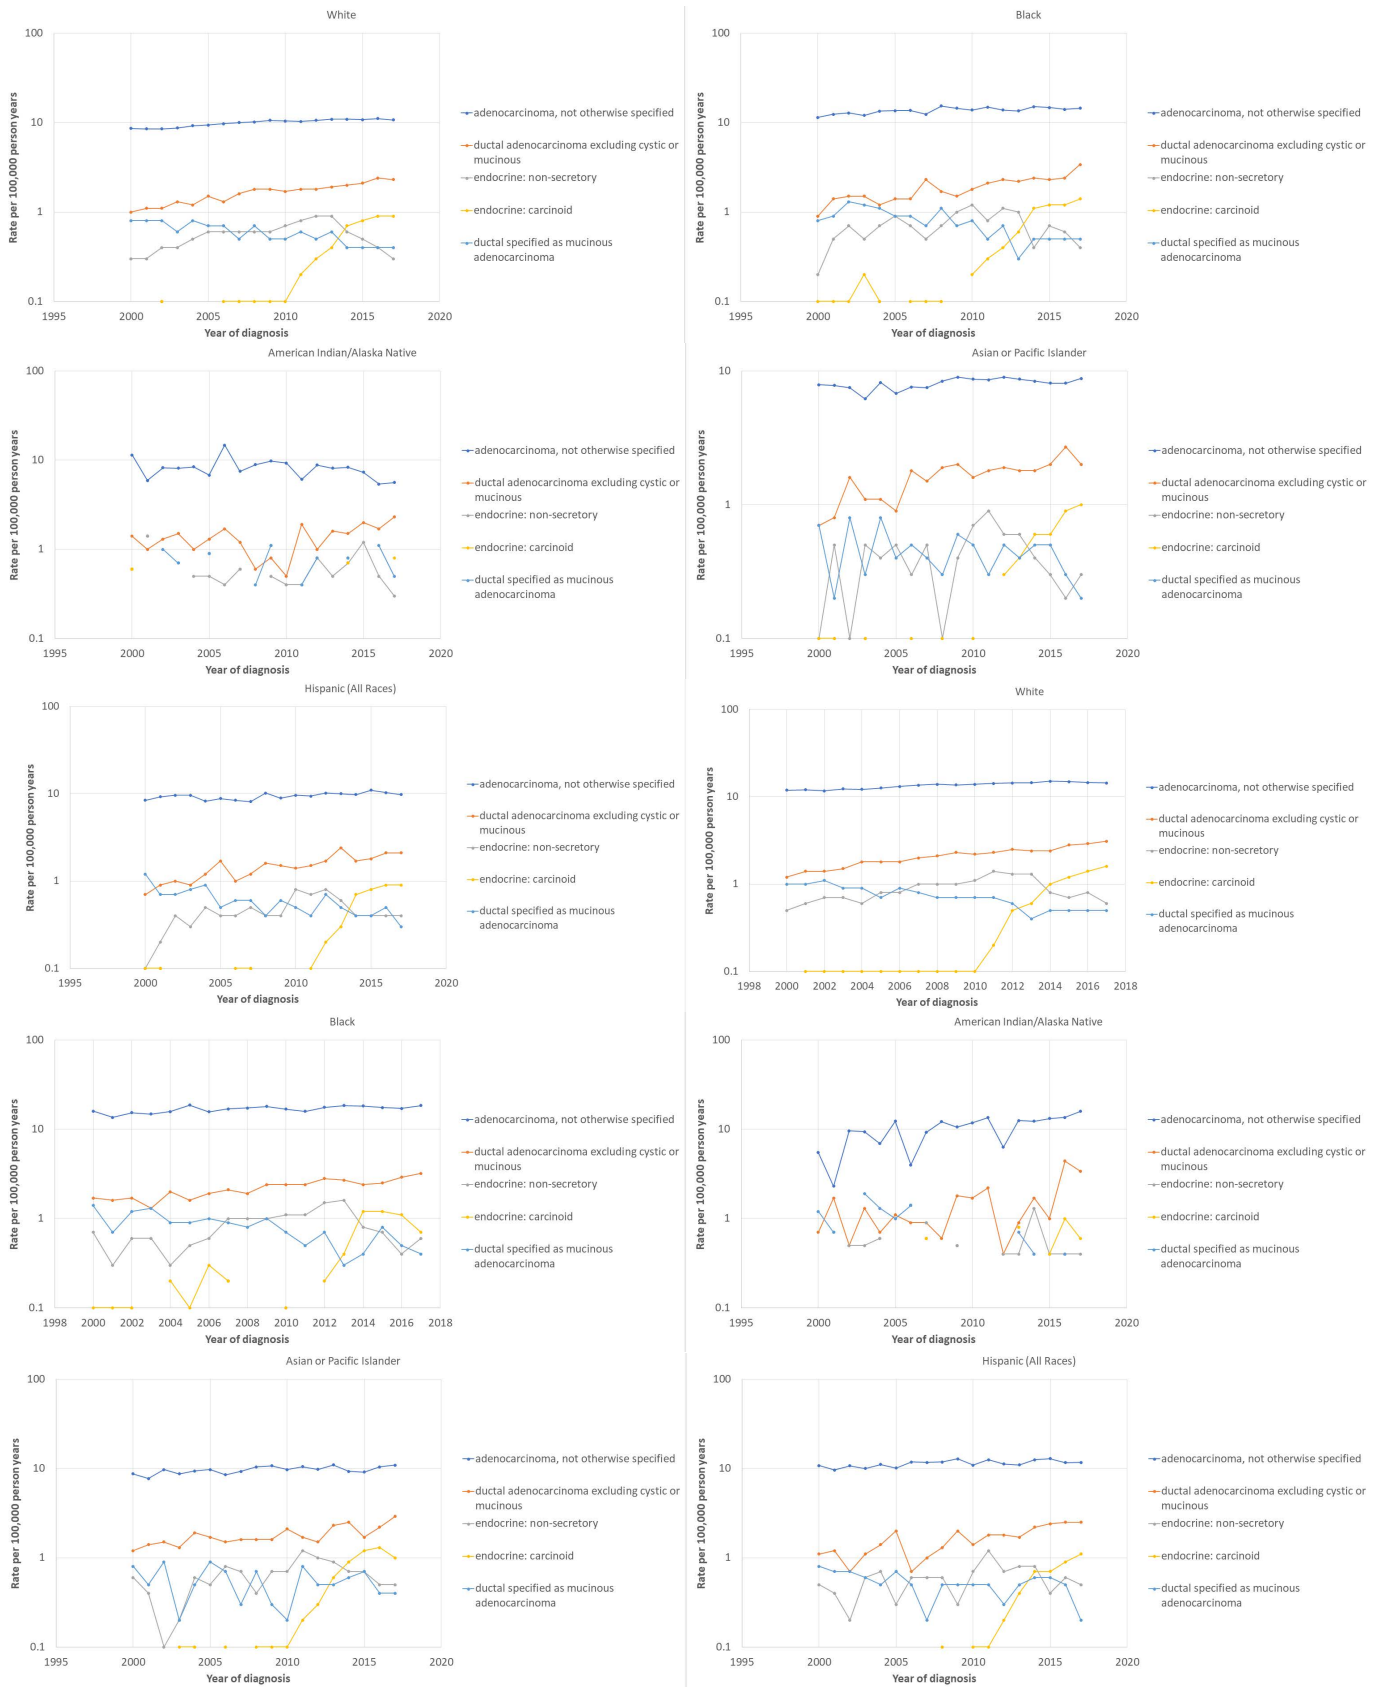 White
Rate per 100,000 person years
100
10
1
0.1
1995 2000 2005 2010 2015 2020
Year of diagnosis
adenocarcinoma, not otherwise specified
ductal adenocarcinoma excluding cystic or
mucinous
endocrine: non-secretory
endocrine: carcinoid
ductal specified as mucinous
adenocarcinoma
Black
Rate per 100,000 person years
100
10
1
0.1
1995 2000 2005 2010 2015 2020
Year of diagnosis
adenocarcinoma, not otherwise specified
ductal adenocarcinoma excluding cystic or
mucinous
endocrine: non-secretory
endocrine: carcinoid
ductal specified as mucinous
adenocarcinoma
American Indian/Alaska Native
Rate per 100,000 person years
100
10
1
0.1
1995 2000 2005 2010 2015 2020
Year of diagnosis
adenocarcinoma, not otherwise specified
ductal adenocarcinoma excluding cystic or
mucinous
endocrine: non-secretory
endocrine: carcinoid
ductal specified as mucinous
adenocarcinoma
Asian or Pacific Islander
Rate per 100,000 person years
10
1
0.1
1995 2000 2005 2010 2015 2020
Year of diagnosis
adenocarcinoma, not otherwise specified
ductal adenocarcinoma excluding cystic or
mucinous
endocrine: non-secretory
endocrine: carcinoid
ductal specified as mucinous
adenocarcinoma
Hispanic (All Races)
Rate per 100,000 person years
100
10
1
0.1
1995 2000 2005 2010 2015 2020
Year of diagnosis
adenocarcinoma, not otherwise specified
ductal adenocarcinoma excluding cystic or
mucinous
endocrine: non-secretory
endocrine: carcinoid
ductal specified as mucinous
adenocarcinoma
White
Rate per 100,000 person years
100
10
1
0.1
1998 2000 2002 2004 2006 2008 2010 2012 2014 2016 2018
Year of diagnosis
adenocarcinoma, not otherwise specified
ductal adenocarcinoma excluding cystic or
mucinous
endocrine: non-secretory
endocrine: carcinoid
ductal specified as mucinous
adenocarcinoma
Black
Rate per 100,000 person years
100
10
1
0.1
1998 2000 2002 2004 2006 2008 2010 2012 2014 2016 2018
Year of diagnosis
adenocarcinoma, not otherwise specified
ductal adenocarcinoma excluding cystic or
mucinous
endocrine: non-secretory
endocrine: carcinoid
ductal specified as mucinous
adenocarcinoma
American Indian/Alaska Native
Rate per 100,000 person years
100
10
1
0.1
1995 2000 2005 2010 2015 2020
Year of diagnosis
adenocarcinoma, not otherwise specified
ductal adenocarcinoma excluding cystic or
mucinous
endocrine: non-secretory
endocrine: carcinoid
ductal specified as mucinous
adenocarcinoma
Asian or Pacific Islander
Rate per 100,000 person years
100
10
1
0.1
1995 2000 2005 2010 2015 2020
Year of diagnosis
adenocarcinoma, not otherwise specified
ductal adenocarcinoma excluding cystic or
mucinous
endocrine: non-secretory
endocrine: carcinoid
ductal specified as mucinous
adenocarcinoma
Hispanic (All Races)
Rate per 100,000 person years
100
10
1
0.1
1995 2000 2005 2010 2015 2020
Year of diagnosis
adenocarcinoma, not otherwise specified
ductal adenocarcinoma excluding cystic or
mucinous
endocrine: non-secretory
endocrine: carcinoid
ductal specified as mucinous
adenocarcinoma